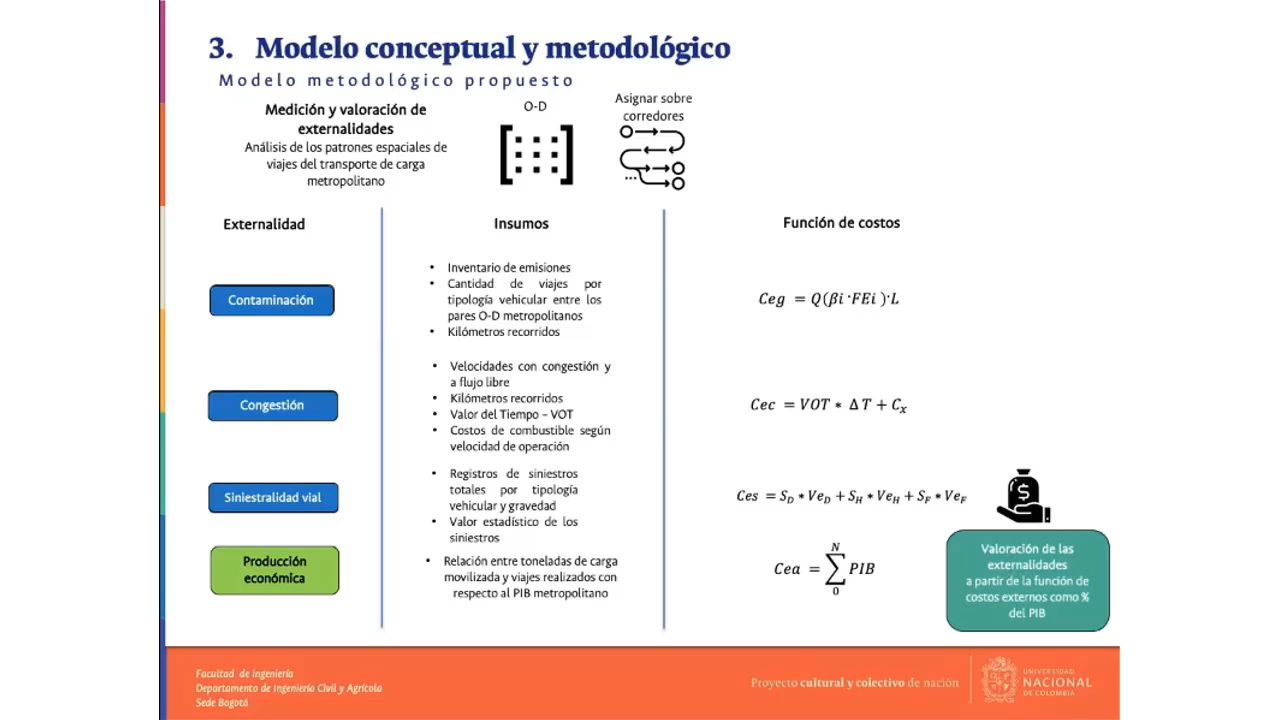 3. Modelo conceptual y metodológico
Modelo metodológico propuesto
Medición y valoración de
externalidades
Análisis de los patrones espaciales de
viajes del transporte de carga
metropolitano
O-D
Asignar sobre
corredores
...
Externalidad
Insumos
Función de costos
Contaminación
• Inventario de emisiones
• Cantidad de viajes por
tipología vehicular entre los
pares O-D metropolitanos
• Kilómetros recorridos
Ceg = Q(βi ·FEi )·L
Congestión
• Velocidades con congestión y
a flujo libre
• Kilómetros recorridos
• Valor del Tiempo – VOT
• Costos de combustible según
velocidad de operación
Cec = VOT ∗ ΔT + Cₓ
Siniestralidad vial
• Registros de siniestros
totales por tipología
vehicular y gravedad
• Valor estadístico de los
siniestros
Ces = S_D ∗ Ve_D + S_H ∗ Ve_H + S_F ∗ Ve_F
$
Producción
económica
• Relación entre toneladas de carga
movilizada y viajes realizados con
respecto al PIB metropolitano
N
Cea = ∑ PIB
0
Valoración de las
externalidades
a partir de la función de
costos externos como %
del PIB
Facultad de Ingeniería
Departamento de Ingeniería Civil y Agrícola
Sede Bogotá
Proyecto cultural y colectivo de nación
UNIVERSIDAD
NACIONAL
DE COLOMBIA